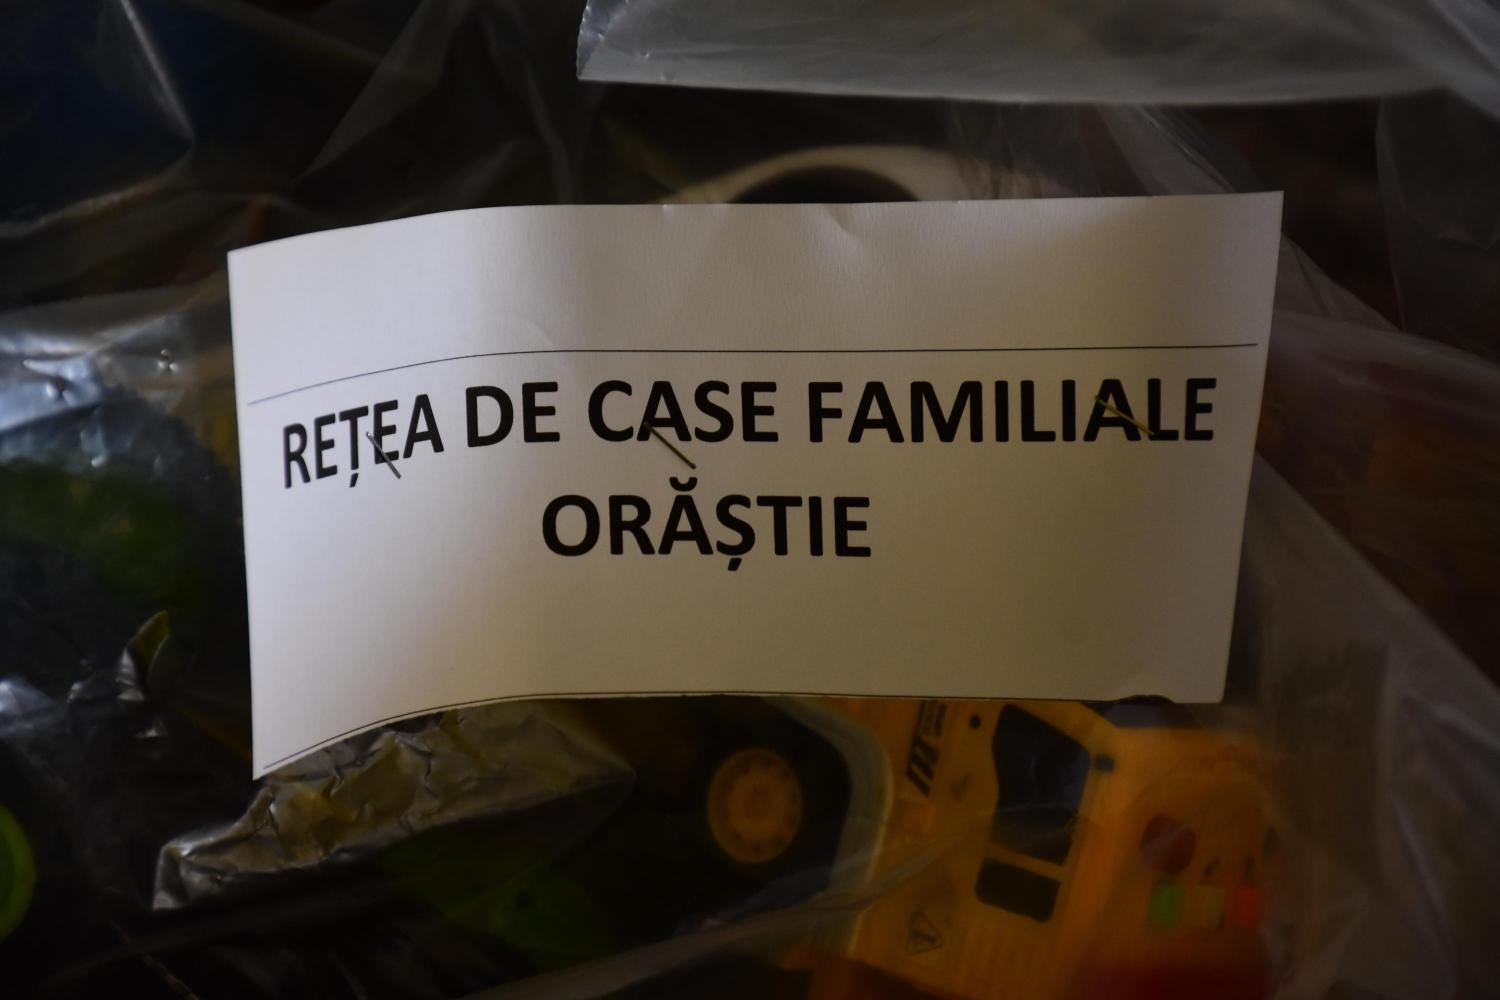 REȚEA DE CASE FAMILIALE
ORĂȘTIE